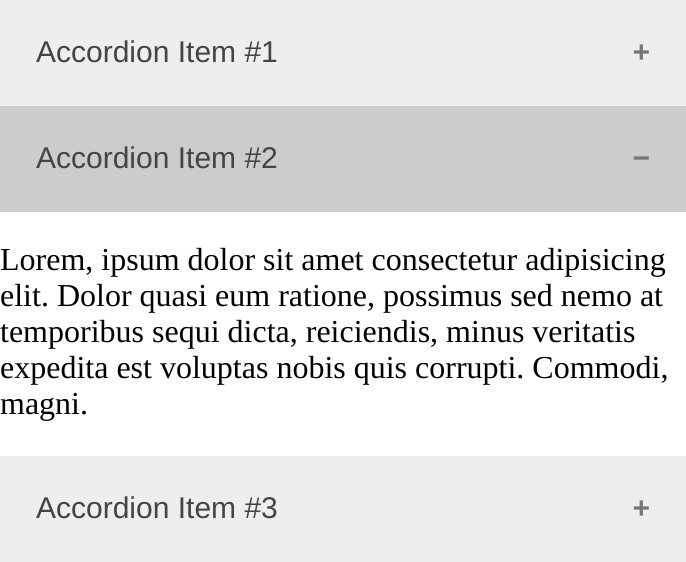 Accordion Item #1 +
Accordion Item #2 −
Lorem, ipsum dolor sit amet consectetur adipisicing
elit. Dolor quasi eum ratione, possimus sed nemo at
temporibus sequi dicta, reiciendis, minus veritatis
expedita est voluptas nobis quis corrupti. Commodi,
magni.
Accordion Item #3 +